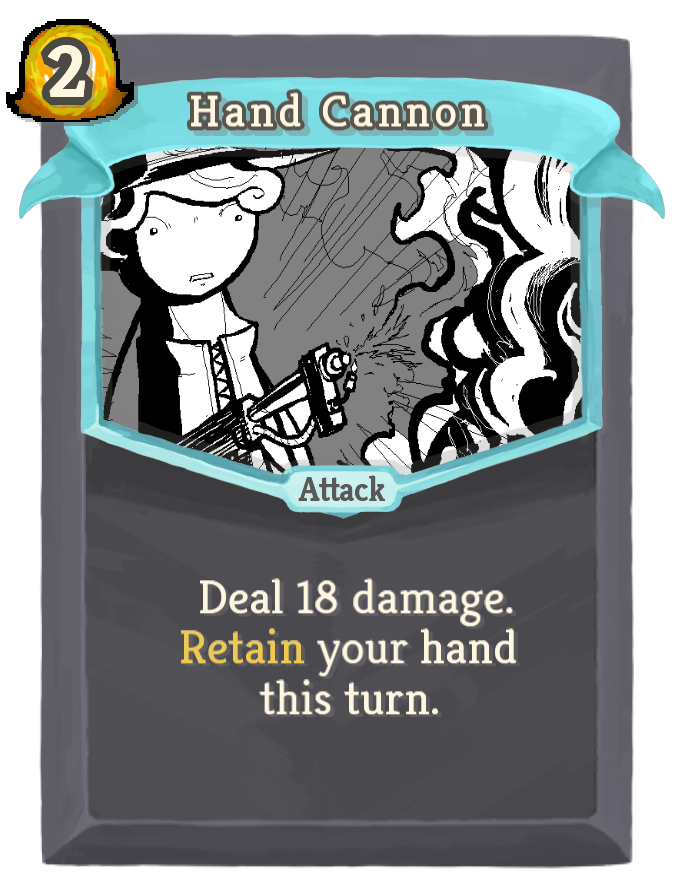 2
Hand Cannon
Attack
Deal 18 damage.
Retain your hand
this turn.